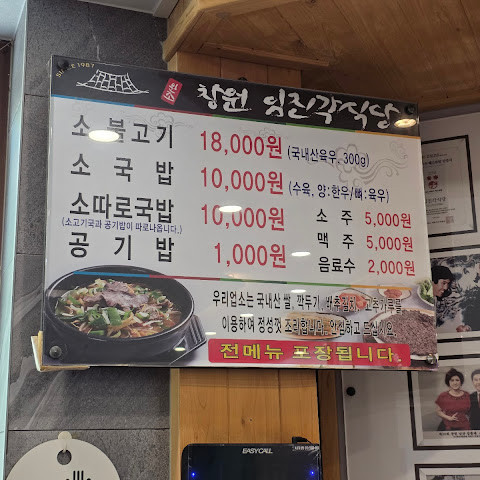 SINCE 1987
창원 임진각식당
소 불고기 18,000원 (국내산육우, 300g)
소 국 밥 10,000원 (수육, 양:한우/뼈:육우)
소따로국밥 10,000원
(소고기국과 공기밥이 따로나옵니다.)
공 기 밥 1,000원
소 주 5,000원
맥 주 5,000원
음료수 2,000원
우리업소는 국내산 쌀, 깍두기, 배추김치, 고추가루를
이용하여 정성껏 조리합니다. 안심하고 드십시요.
전메뉴 포장됩니다
EASYCALL